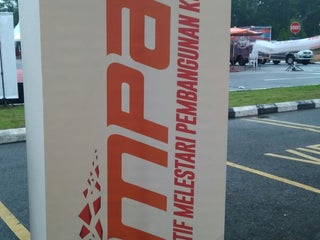 mpa
TIF MELESTARI PEMBANGUNAN K